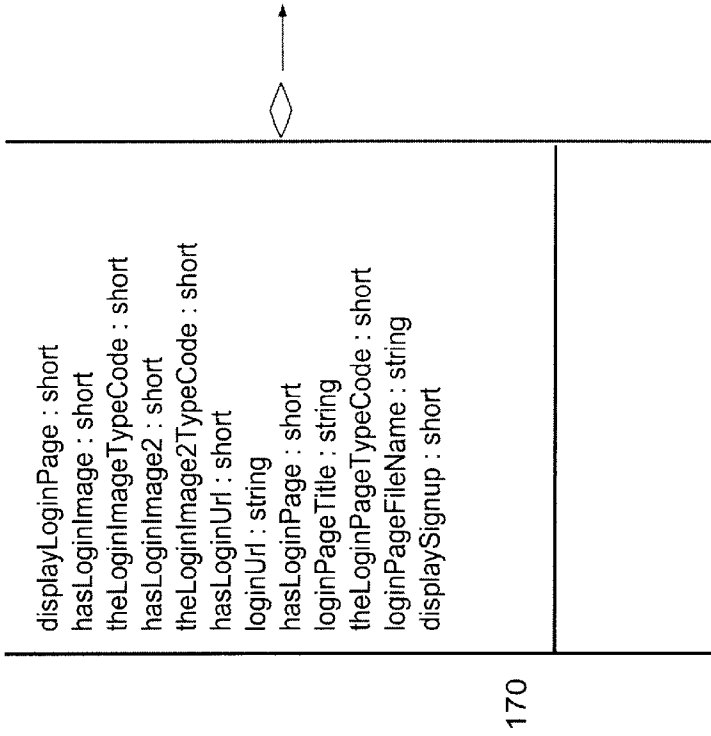 displayLoginPage : short
hasLoginImage : short
theLoginImageTypeCode : short
hasLoginImage2 : short
theLoginImage2TypeCode : short
hasLoginUrl : short
loginUrl : string
hasLoginPage : short
loginPageTitle : string
theLoginPageTypeCode : short
loginPageFileName : string
displaySignup : short
170